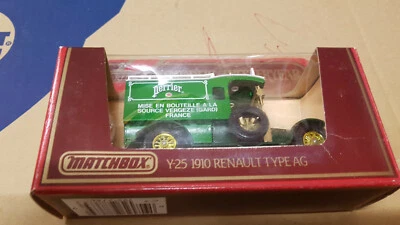 Perrier
MISE EN BOUTEILLE A LA
SOURCE VERGEZE (GARD)
FRANCE
MATCHBOX
Y-25 1910 RENAULT TYPE AG